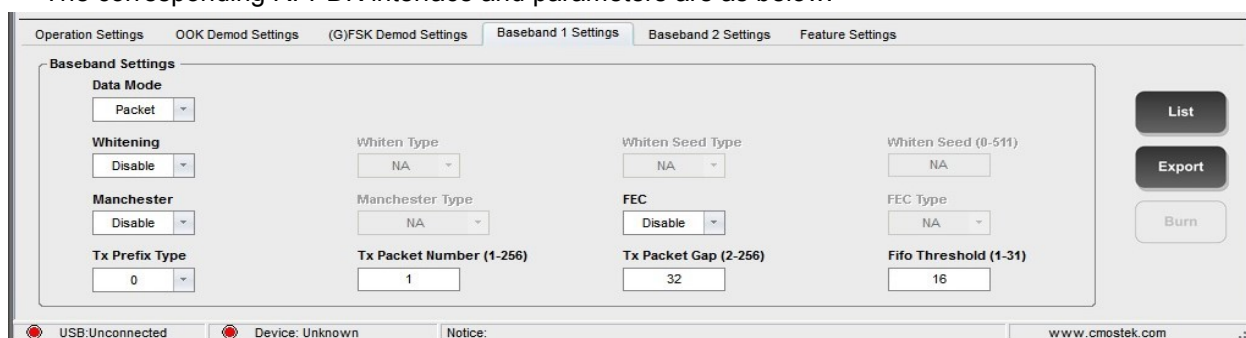 The corresponding RFPDK interface and parameters are as below:
Operation Settings OOK Demod Settings (G)FSK Demod Settings Baseband 1 Settings Baseband 2 Settings Feature Settings
Baseband Settings
Data Mode
Packet
List
Whitening Whiten Type Whiten Seed Type Whiten Seed (0-511)
Disable NA NA NA
Export
Manchester Manchester Type FEC FEC Type
Disable NA Disable NA
Burn
Tx Prefix Type Tx Packet Number (1-256) Tx Packet Gap (2-256) Fifo Threshold (1-31)
0 1 32 16
USB:Unconnected Device: Unknown Notice: www.cmostek.com